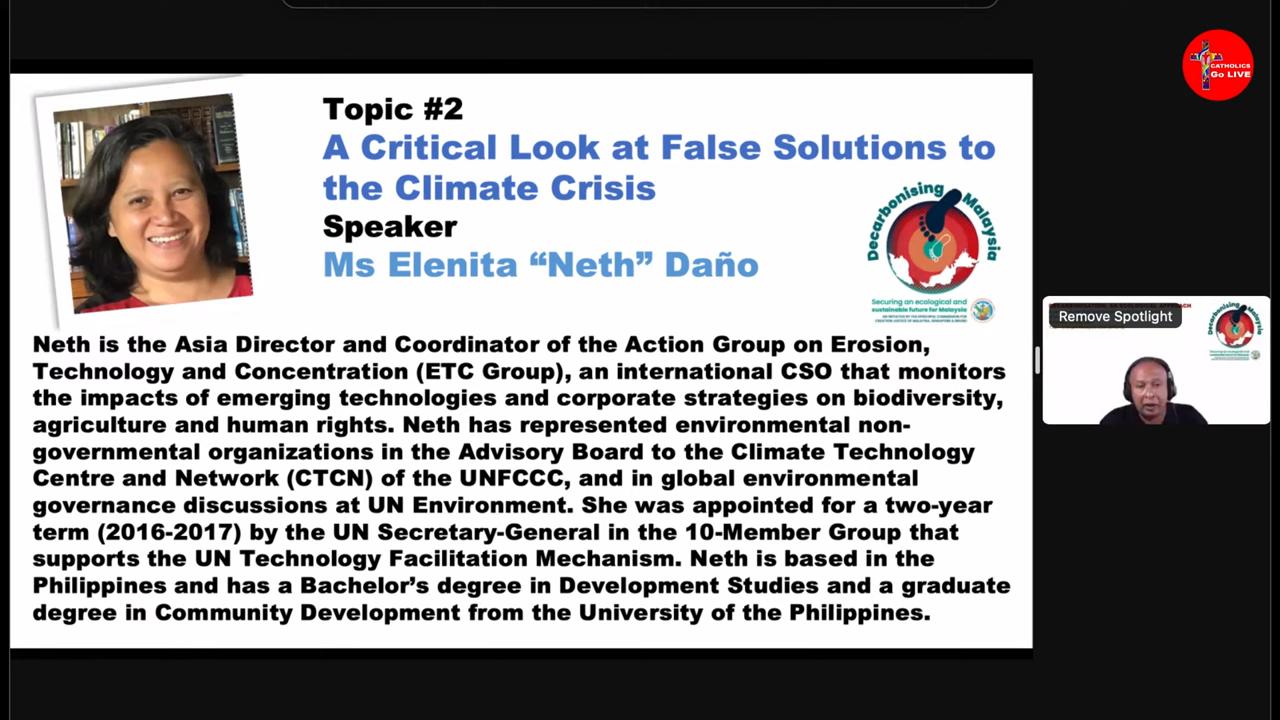 Topic #2
A Critical Look at False Solutions to
the Climate Crisis
Speaker
Ms Elenita “Neth” Daño
Decarbonising Malaysia
Securing an ecological and
sustainable future for Malaysia
Neth is the Asia Director and Coordinator of the Action Group on Erosion,
Technology and Concentration (ETC Group), an international CSO that monitors
the impacts of emerging technologies and corporate strategies on biodiversity,
agriculture and human rights. Neth has represented environmental non-
governmental organizations in the Advisory Board to the Climate Technology
Centre and Network (CTCN) of the UNFCCC, and in global environmental
governance discussions at UN Environment. She was appointed for a two-year
term (2016-2017) by the UN Secretary-General in the 10-Member Group that
supports the UN Technology Facilitation Mechanism. Neth is based in the
Philippines and has a Bachelor’s degree in Development Studies and a graduate
degree in Community Development from the University of the Philippines.
CATHOLICS
Go LIVE
Remove Spotlight
Decarbonising Malaysia